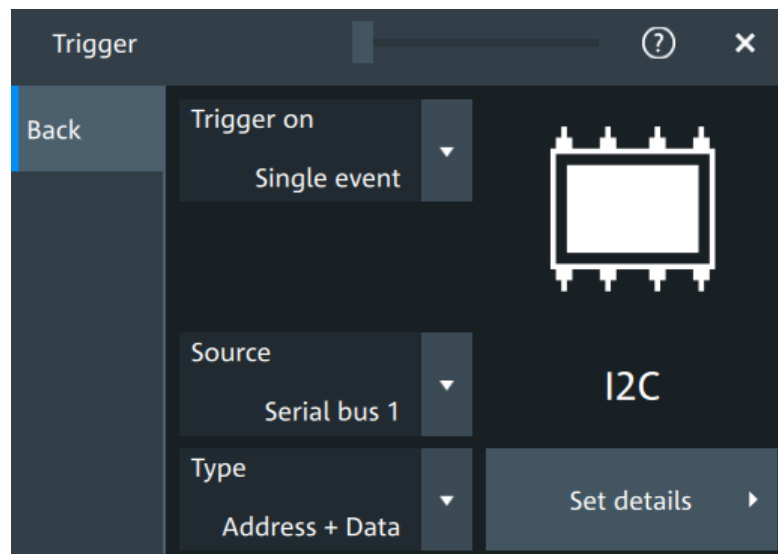 Trigger
?
×
Back
Trigger on
Single event
Source
Serial bus 1
I2C
Type
Address + Data
Set details